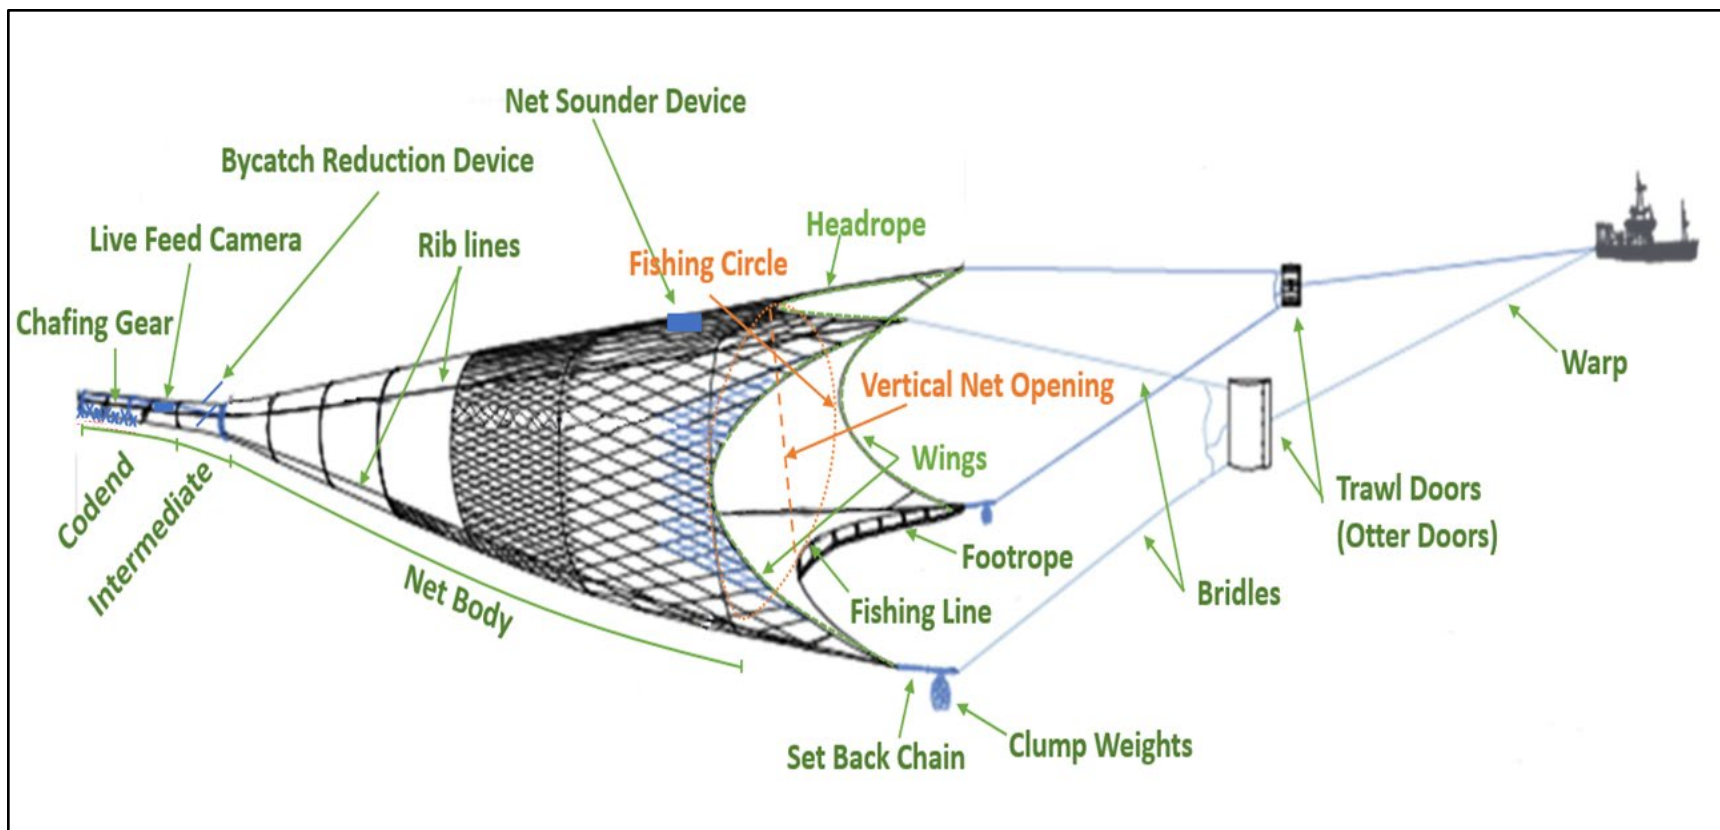 Net Sounder Device
Bycatch Reduction Device
Live Feed Camera
Rib lines
Headrope
Fishing Circle
Chafing Gear
Vertical Net Opening
Warp
Wings
Codend
Intermediate
Trawl Doors
(Otter Doors)
Footrope
Net Body
Fishing Line
Bridles
Set Back Chain
Clump Weights